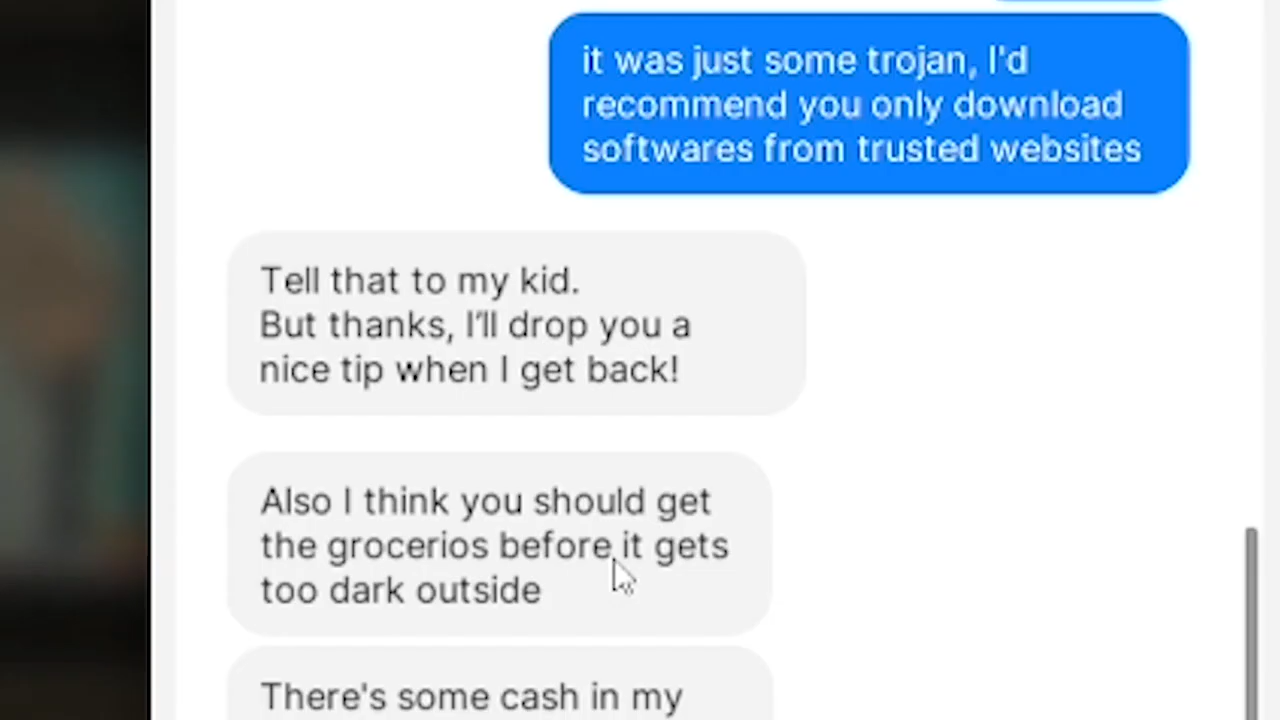 it was just some trojan, I'd
recommend you only download
softwares from trusted websites
Tell that to my kid.
But thanks, I'll drop you a
nice tip when I get back!
Also I think you should get
the grocerios before it gets
too dark outside
There's some cash in my